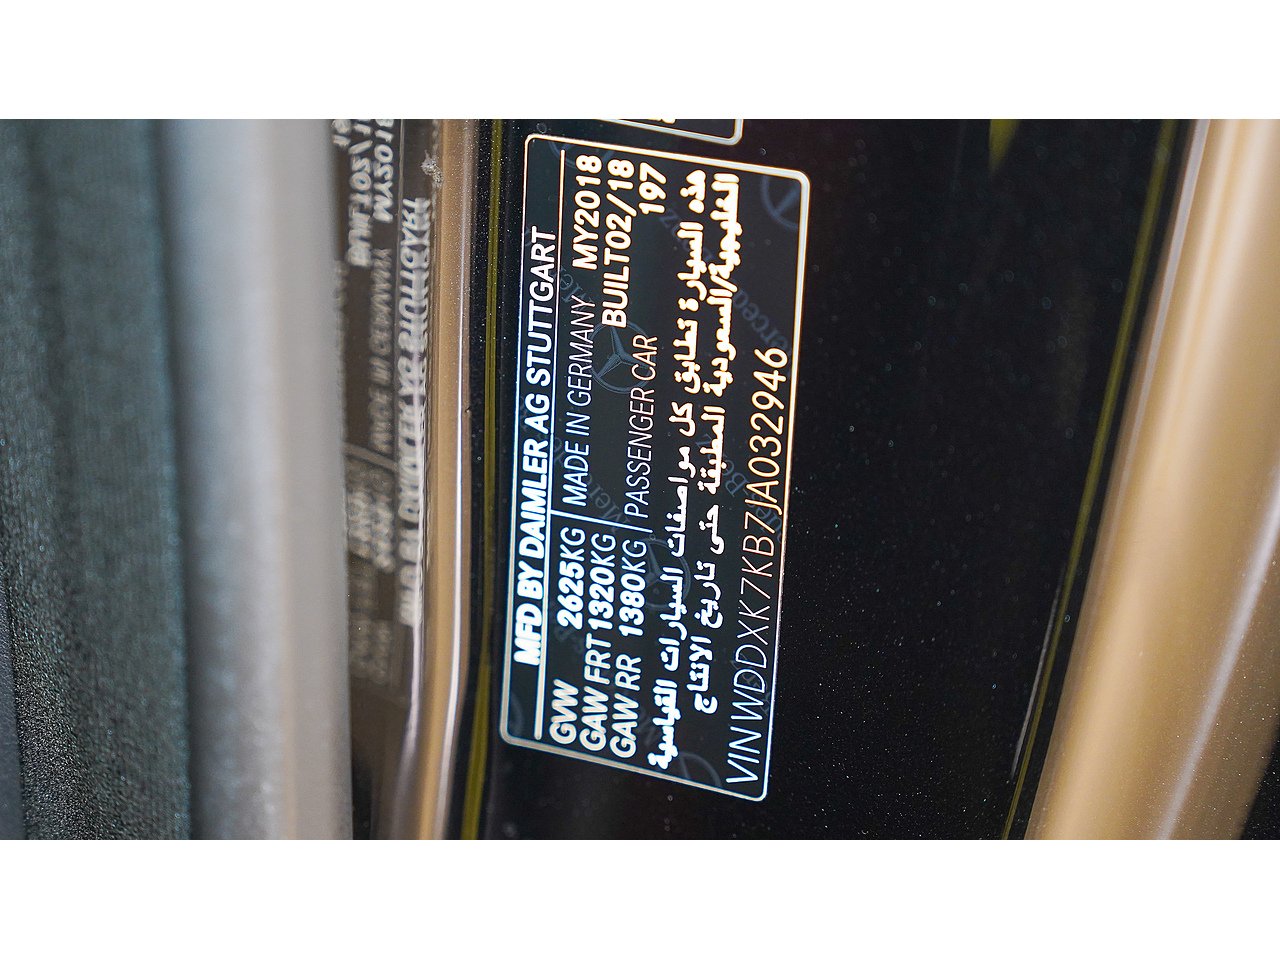 MFD BY DAIMLER AG STUTTGART
GVW 2625KG MADE IN GERMANY MY2018
GAW FRT 1320KG BUILT02/18
GAW RR 1380KG PASSENGER CAR 197
هذه السيارة تطابق كل مواصفات السيارات القياسية
الخليجية/السعودية المطبقة حتى تاريخ الانتاج
VIN WDDXK7KB7JA032946